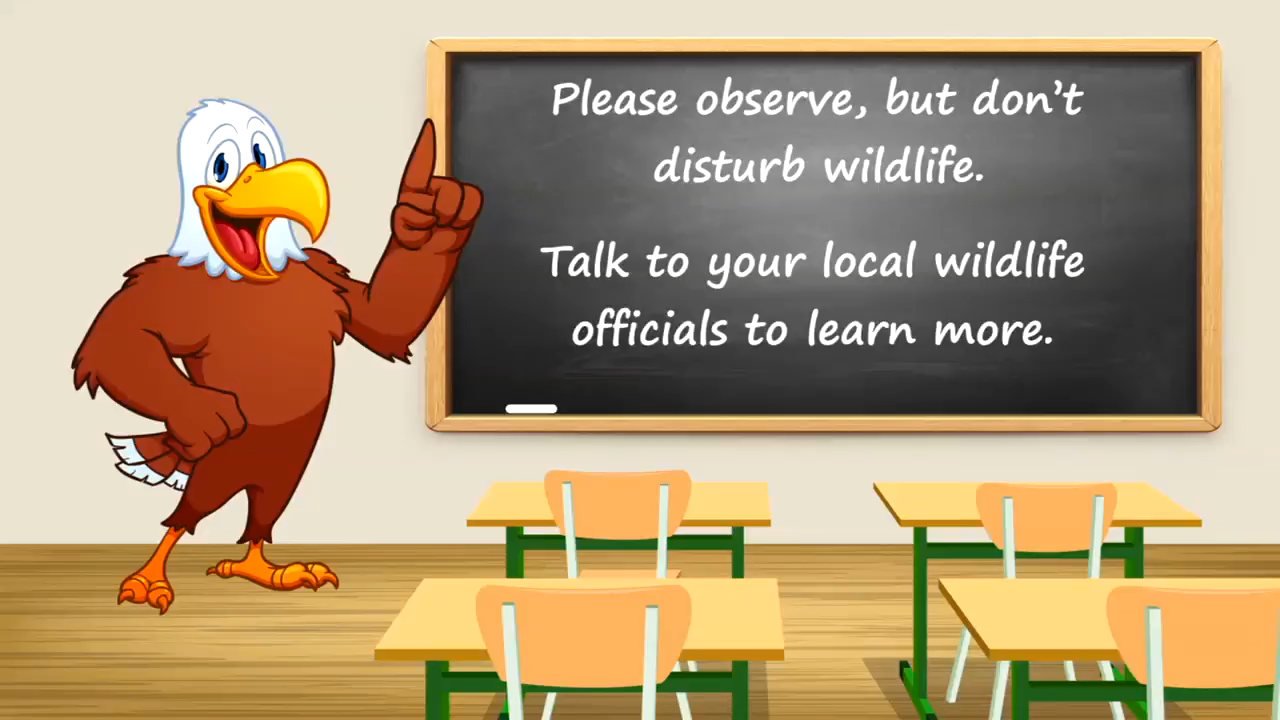 Please observe, but don’t
disturb wildlife.
Talk to your local wildlife
officials to learn more.